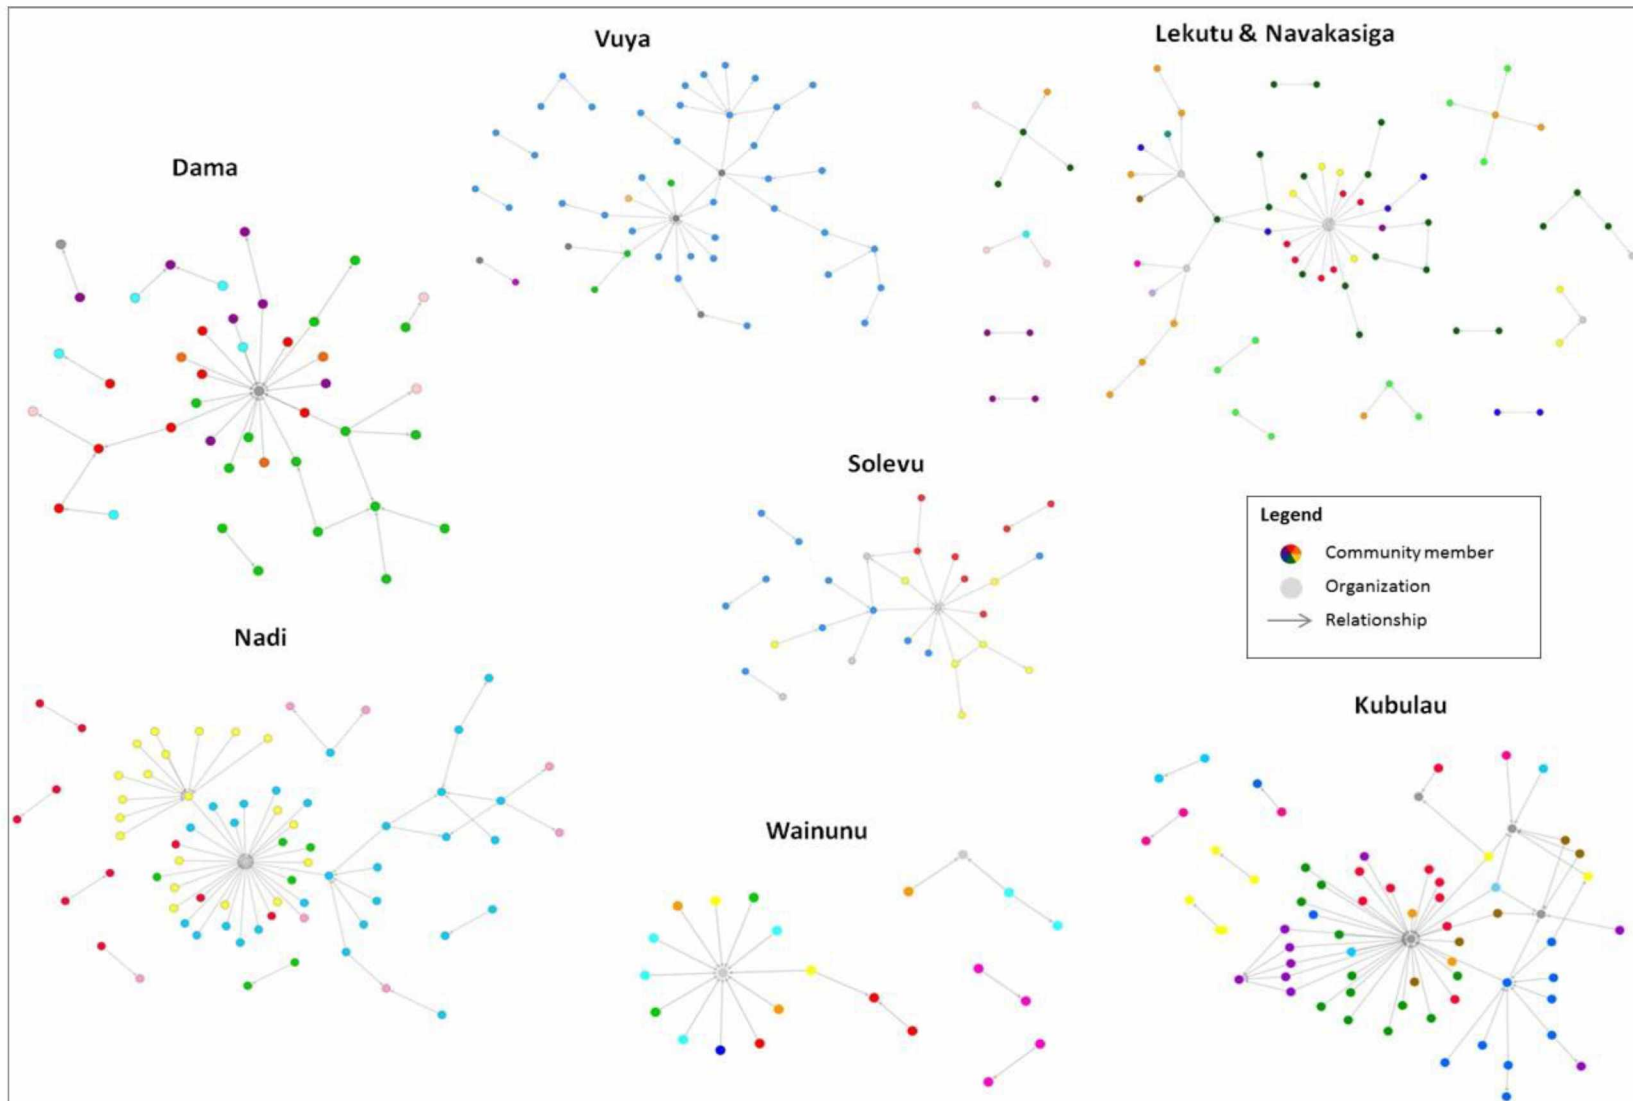 Vuya
Lekutu & Navakasiga
Dama
Solevu
Legend
Community member
Organization
Relationship
Nadi
Kubulau
Wainunu